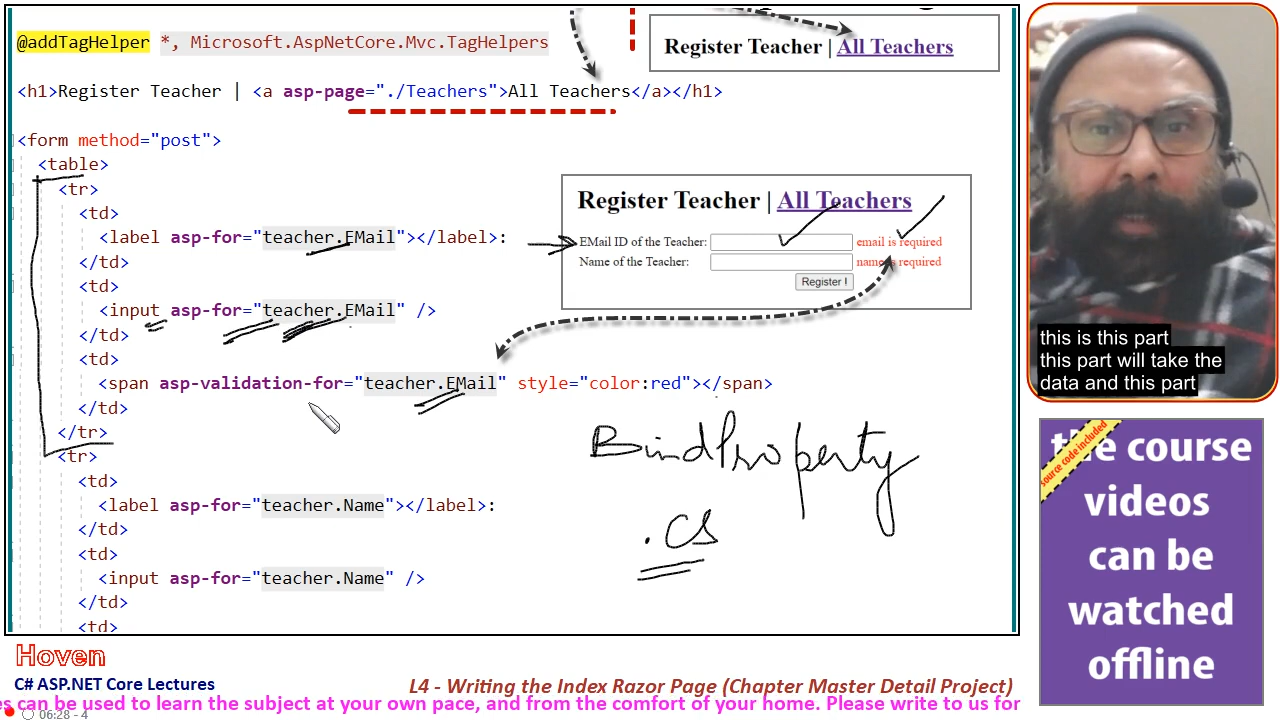 @addTagHelper *, Microsoft.AspNetCore.Mvc.TagHelpers
Register Teacher | All Teachers
<h1>Register Teacher | <a asp-page="./Teachers">All Teachers</a></h1>
<form method="post">
<table>
<tr>
<td>
<label asp-for="teacher.EMail"></label>:
</td>
<td>
<input asp-for="teacher.EMail" />
</td>
<td>
<span asp-validation-for="teacher.EMail" style="color:red"></span>
</td>
</tr>
<tr>
<td>
<label asp-for="teacher.Name"></label>:
</td>
<td>
<input asp-for="teacher.Name" />
</td>
<td>
Register Teacher | All Teachers
EMail ID of the Teacher: email is required
Name of the Teacher: name is required
Register !
BindProperty
.cs
this is this part
this part will take the
data and this part
source code included
the course
videos
can be
watched
offline
Hoven
C# ASP.NET Core Lectures
L4 - Writing the Index Razor Page (Chapter Master Detail Project)
es can be used to learn the subject at your own pace, and from the comfort of your home. Please write to us for
06:28 - 4